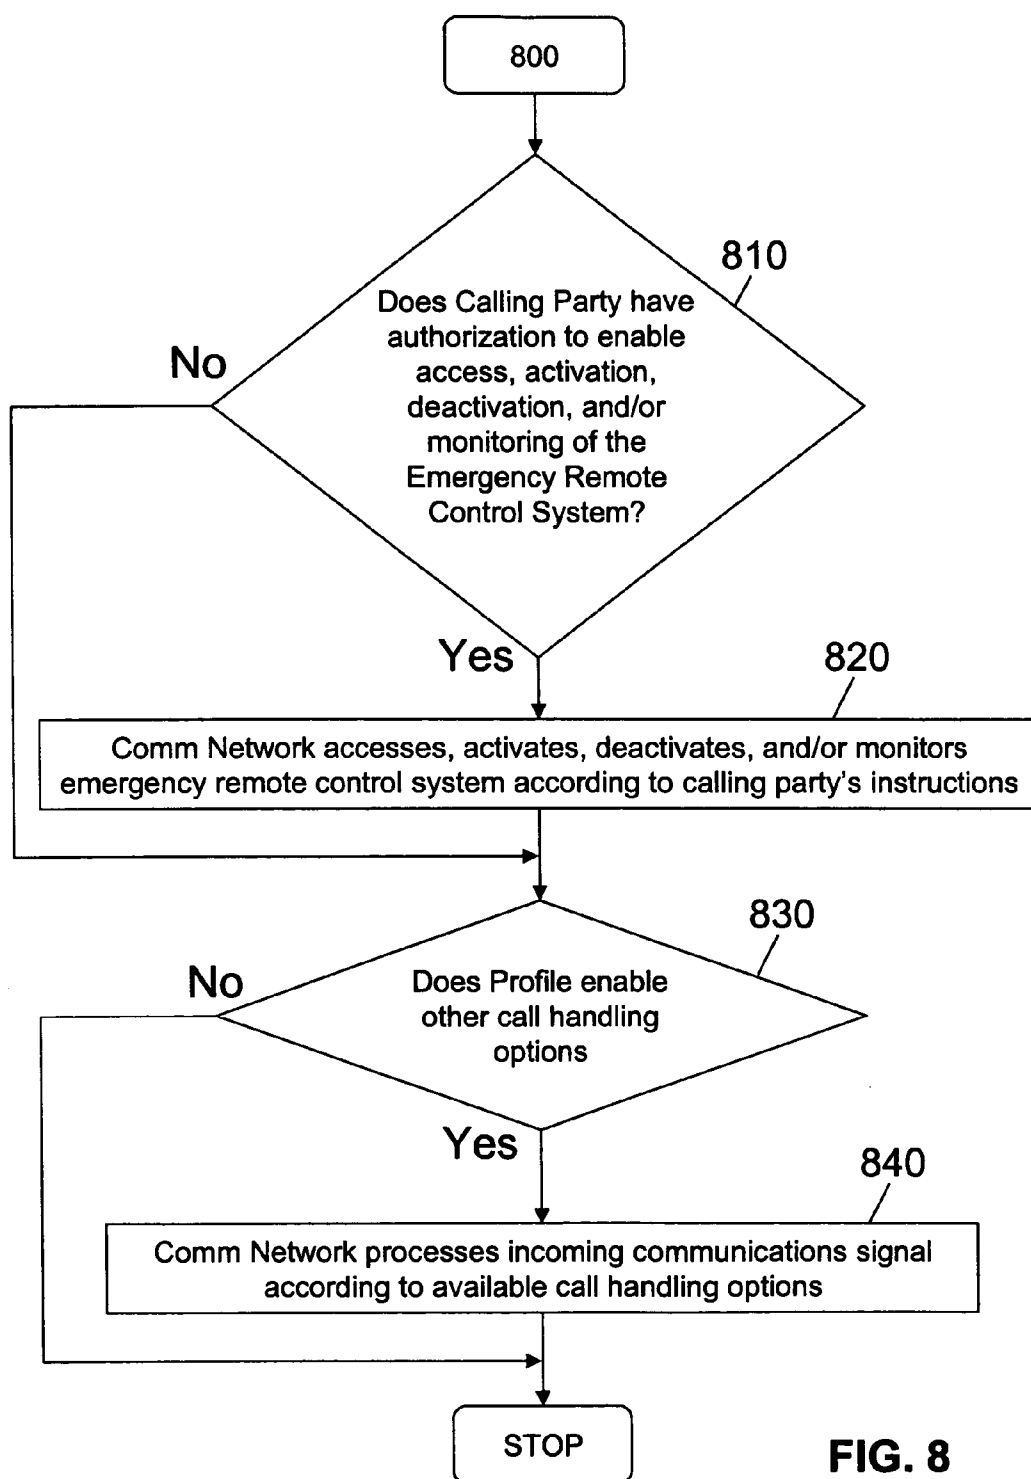 800
810
Does Calling Party have
authorization to enable
access, activation,
deactivation, and/or
monitoring of the
Emergency Remote
Control System?
No
Yes
820
Comm Network accesses, activates, deactivates, and/or monitors
emergency remote control system according to calling party's instructions
830
Does Profile enable
other call handling
options
No
Yes
840
Comm Network processes incoming communications signal
according to available call handling options
STOP
FIG. 8